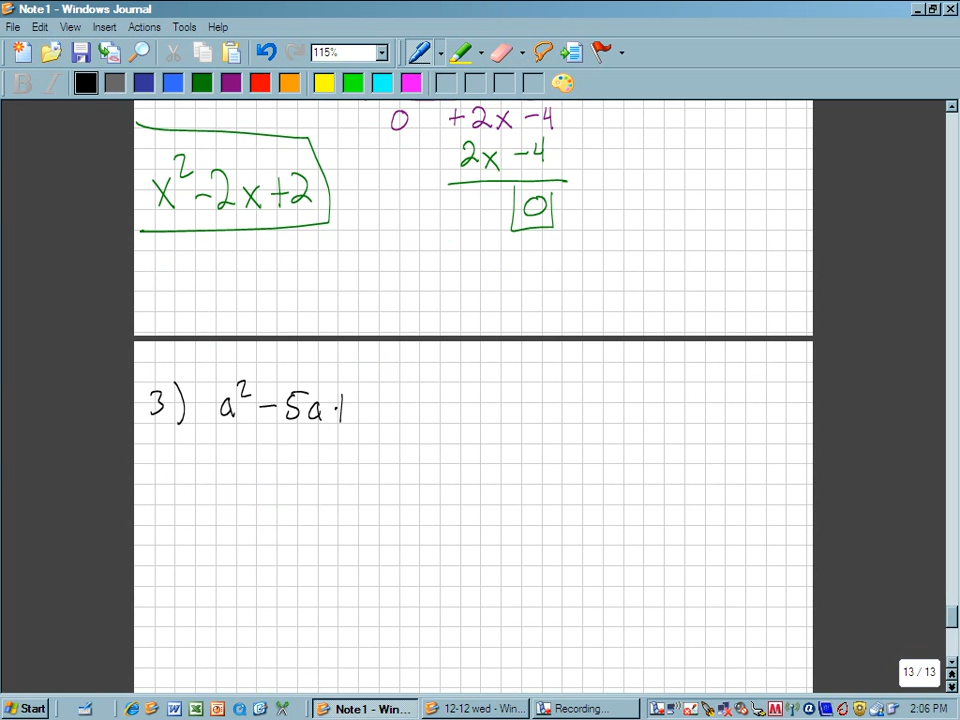 Note1 - Windows Journal
File Edit View Insert Actions Tools Help
115%
B I
0 +2x -4
2x -4
x² -2x +2
0
3) a² - 5a
13 / 13
Start
Note1 - Win...
12-12 wed - Win...
Recording...
2:06 PM